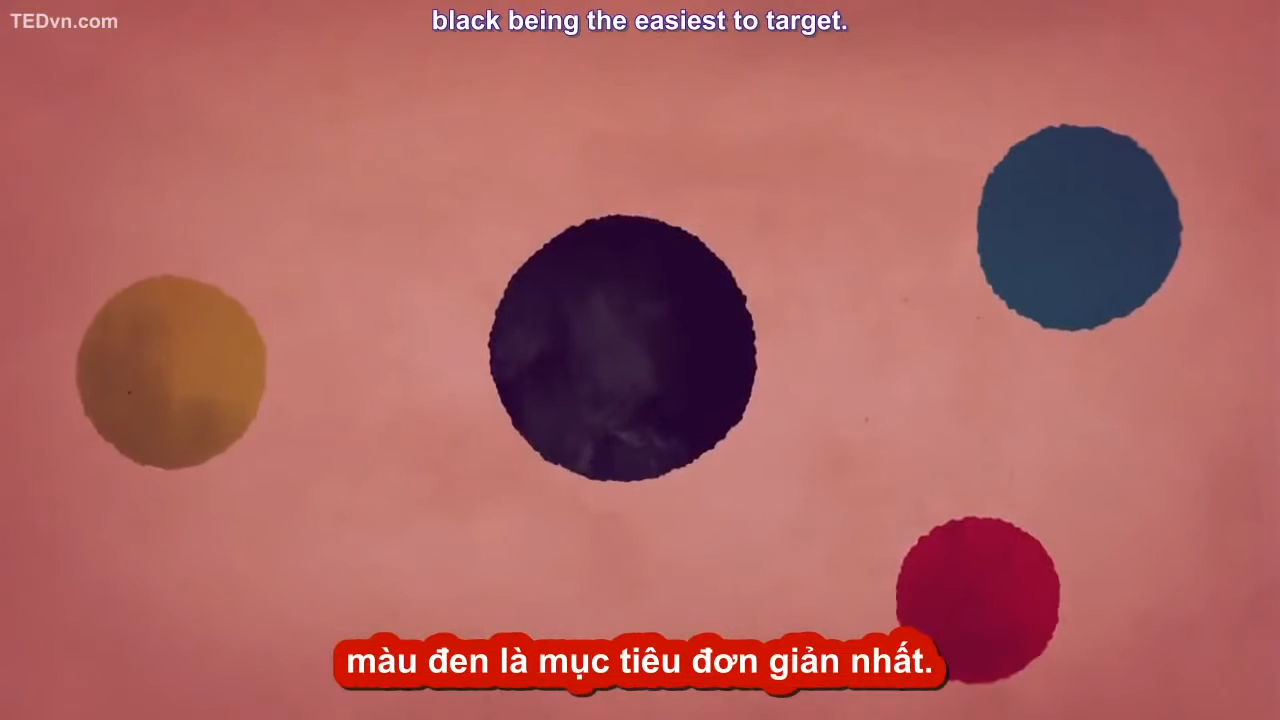 TEDvn.com
black being the easiest to target.
màu đen là mục tiêu đơn giản nhất.